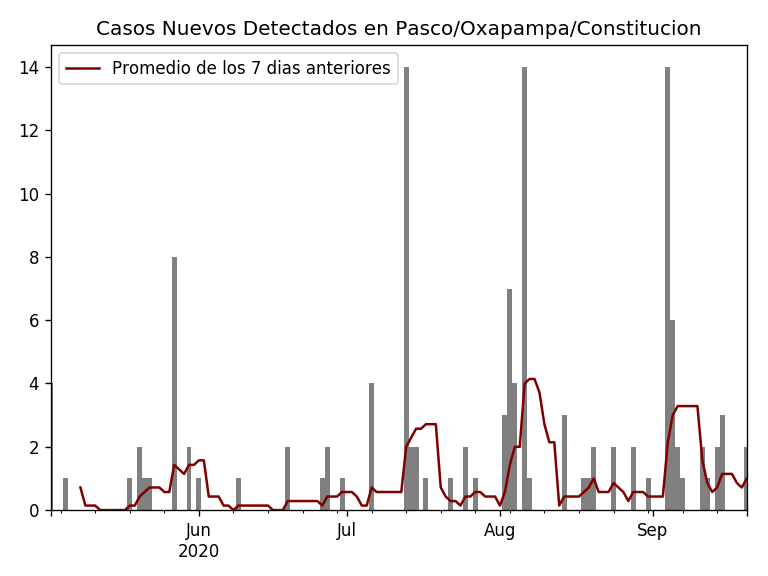 Casos Nuevos Detectados en Pasco/Oxapampa/Constitucion
Promedio de los 7 dias anteriores
14
12
10
8
6
4
2
0
Jun
2020
Jul
Aug
Sep